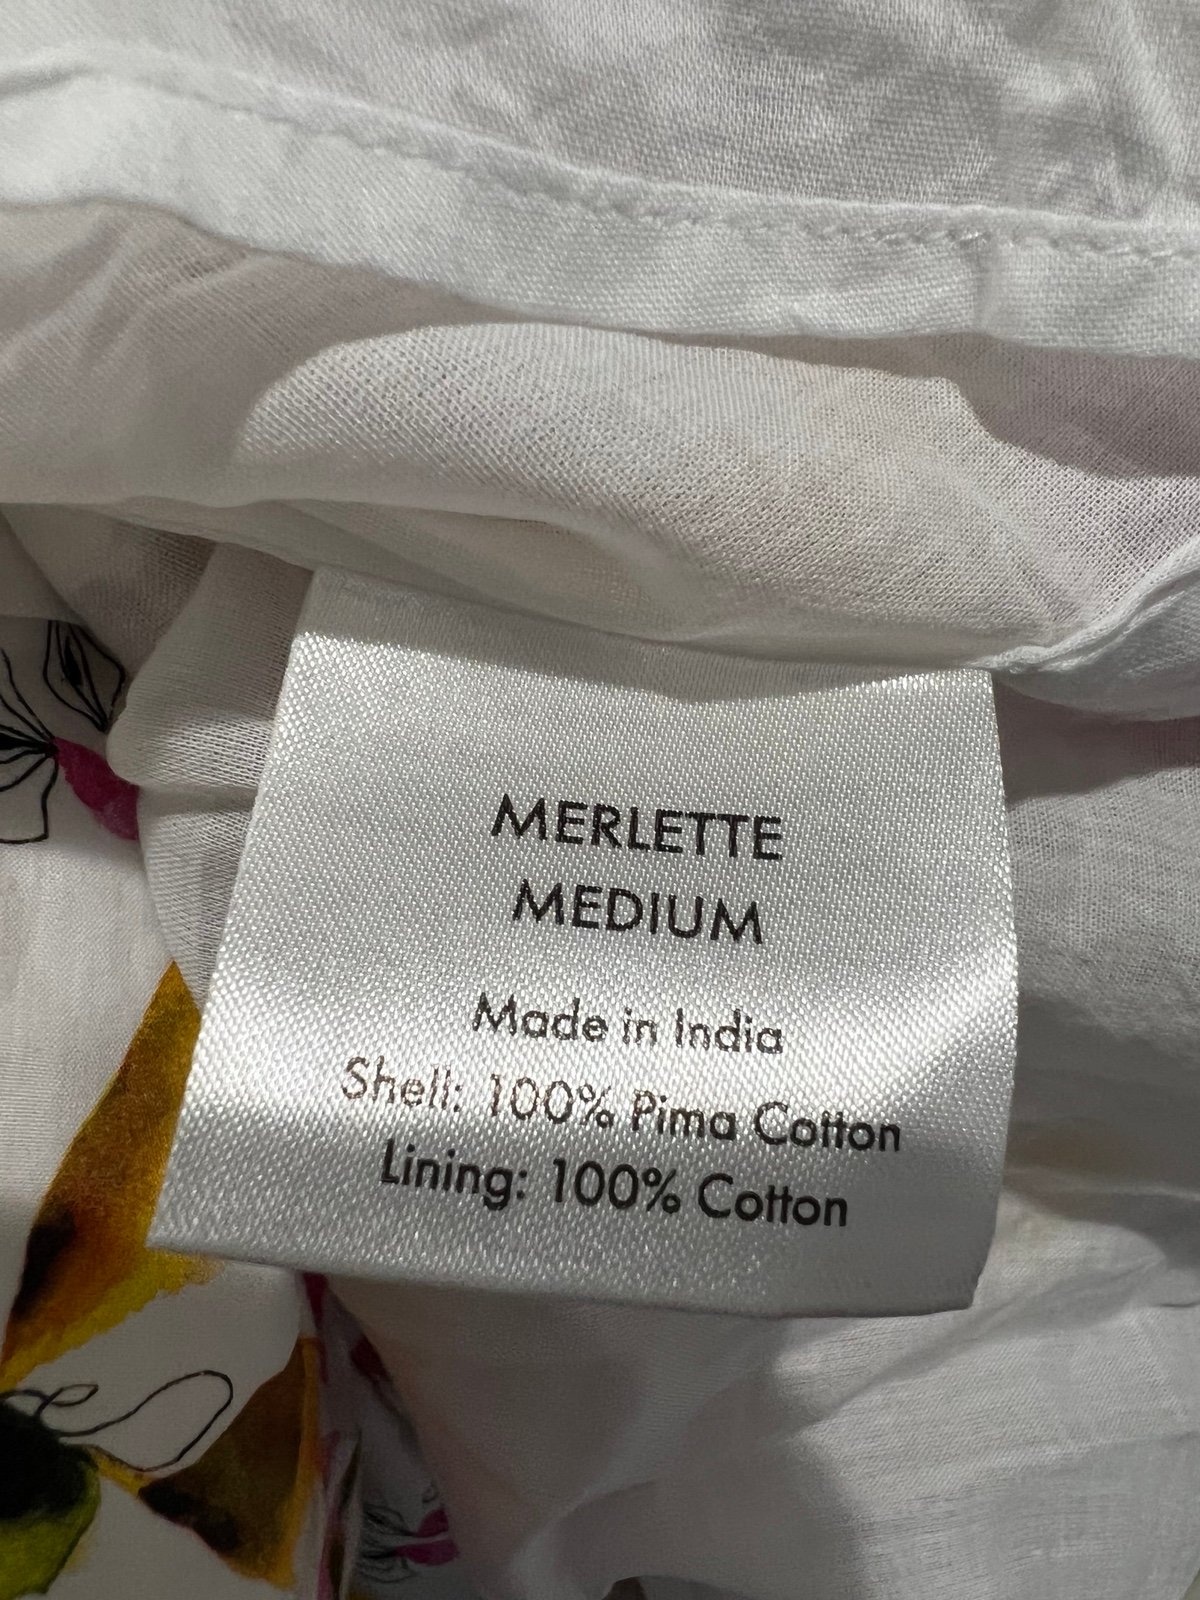 MERLETTE
MEDIUM
Made in India
Shell: 100% Pima Cotton
Lining: 100% Cotton